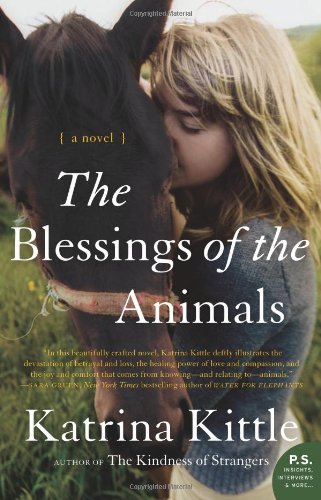 { a novel }
The
Blessings of the
Animals
"In this beautifully crafted novel, Katrina Kittle deftly illustrates the
devastation of betrayal and loss, the healing power of love and compassion, and
the joy and comfort that comes from knowing—and relating to—animals."
—SARA GRUEN, New York Times bestselling author of WATER FOR ELEPHANTS
Katrina Kittle
AUTHOR OF The Kindness of Strangers
P.S.
INSIGHTS,
INTERVIEWS
& MORE...